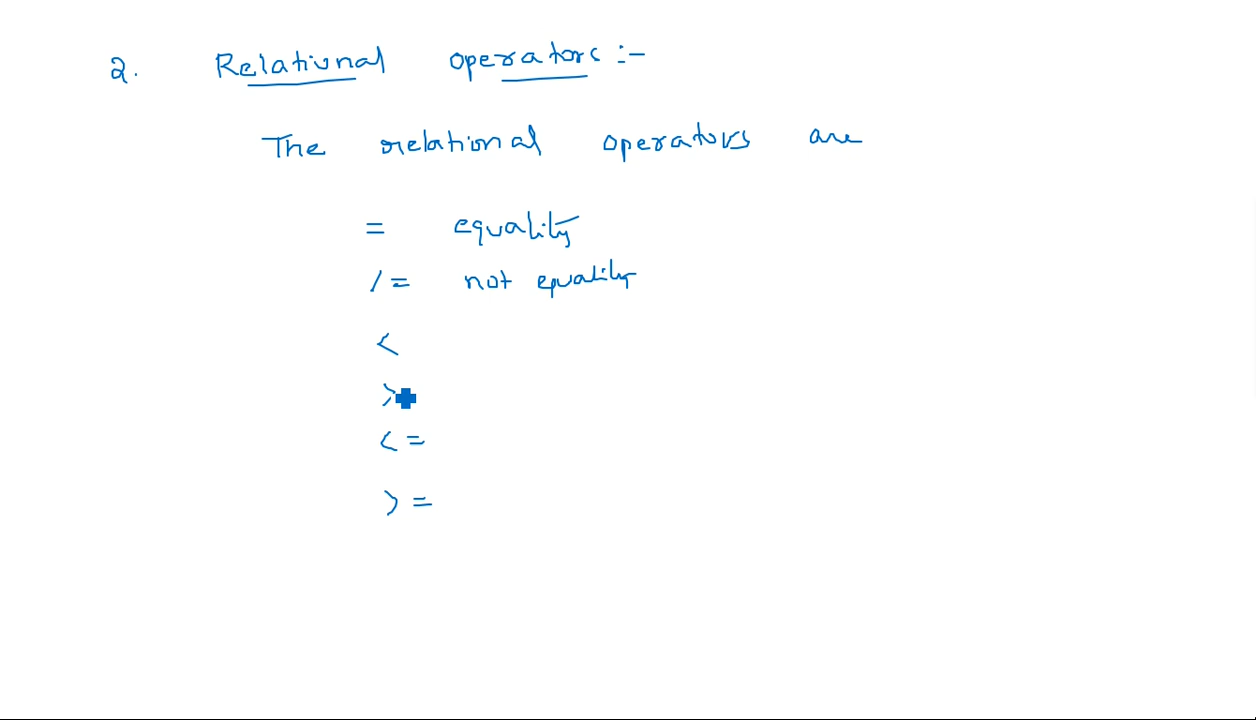 2. Relational operators :-
The relational operators are
= equality
/= not equality
<
>
<=
>=